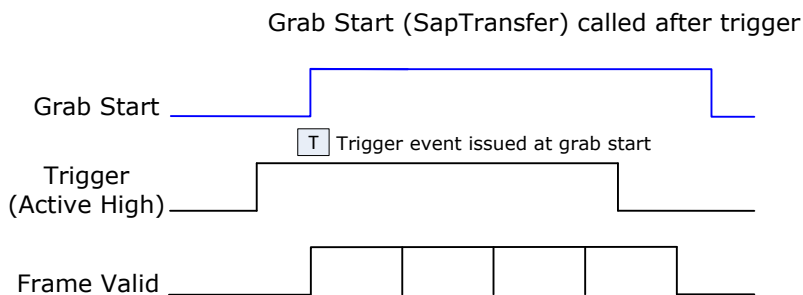 Grab Start (SapTransfer) called after trigger
Grab Start
T Trigger event issued at grab start
Trigger
(Active High)
Frame Valid